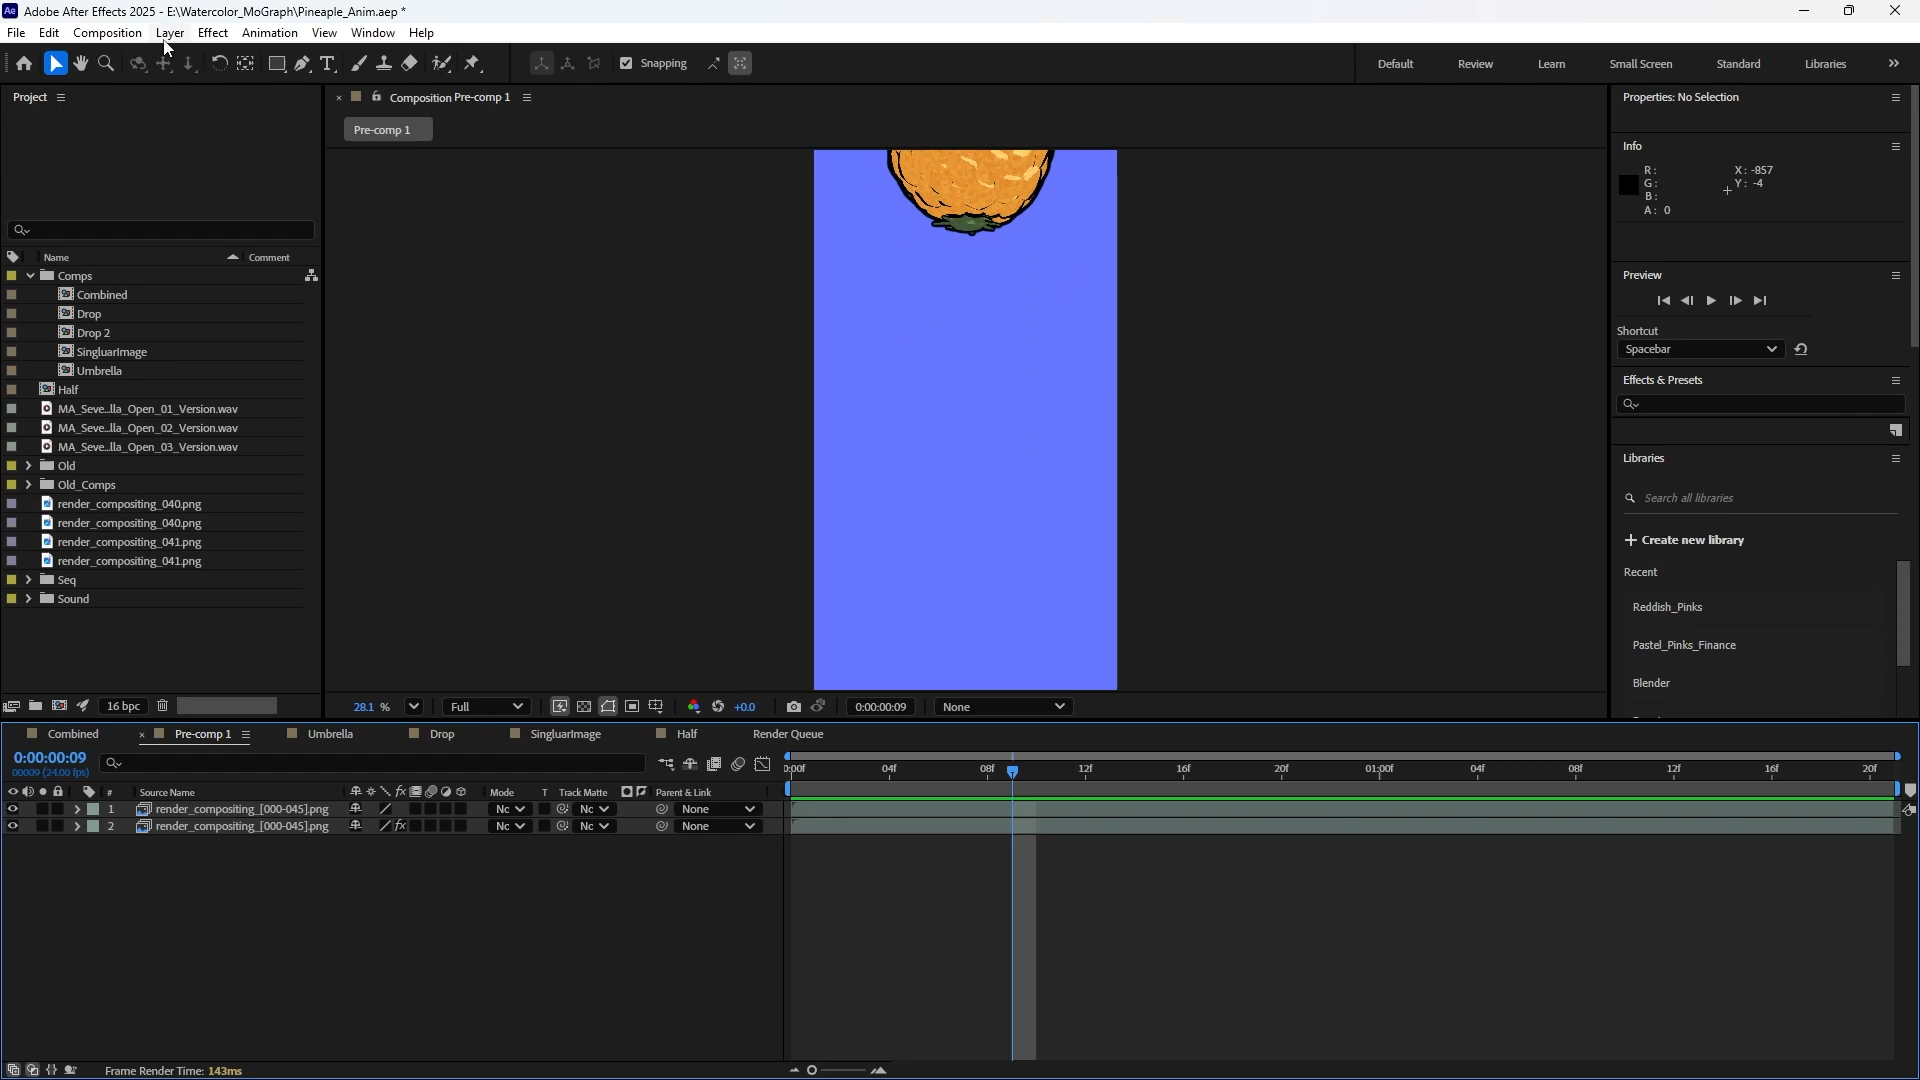 Ae Adobe After Effects 2025 - E:\Watercolor_MoGraph\Pineaple_Anim.aep *
File Edit Composition Layer Effect Animation View Window Help
T Snapping Default Review Learn Small Screen Standard Libraries »
Project
Composition Pre-comp 1
Pre-comp 1
Properties: No Selection
Info
R: X: -857
G: Y: -4
B:
A: 0
Preview
Shortcut
Spacebar
Effects & Presets
Libraries
Search all libraries
+ Create new library
Recent
Reddish_Pinks
Pastel_Pinks_Finance
Blender
Name Comment
Comps
Combined
Drop
Drop 2
SingluarImage
Umbrella
Half
MA_Seve...lla_Open_01_Version.wav
MA_Seve...lla_Open_02_Version.wav
MA_Seve...lla_Open_03_Version.wav
Old
Old_Comps
render_compositing_040.png
render_compositing_040.png
render_compositing_041.png
render_compositing_041.png
Seq
Sound
16 bpc
28.1 % Full +0.0 0:00:00:09 None
Combined × Pre-comp 1 Umbrella Drop SingluarImage Half Render Queue
0:00:00:09
00009 (24.00 fps)
0:00f 04f 08f 12f 16f 20f 01:00f 04f 08f 12f 16f 20f
# Source Name fx Mode T Track Matte Parent & Link
1 render_compositing_[000-045].png Nc Nc None
2 render_compositing_[000-045].png fx Nc Nc None
Frame Render Time: 143ms